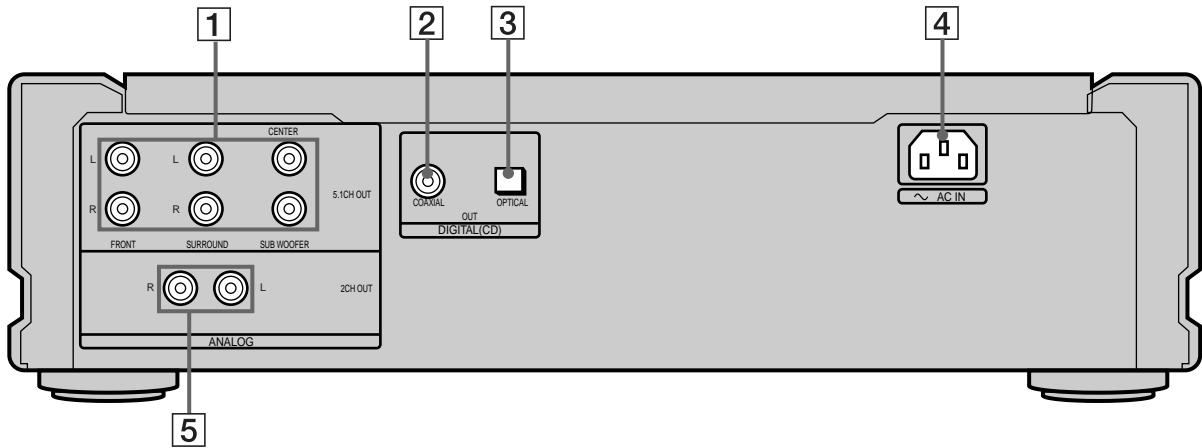 1 2 3 4
CENTER
L L
R R
5.1CH OUT
FRONT SURROUND SUB WOOFER
R L
2CH OUT
ANALOG
COAXIAL OPTICAL
OUT
DIGITAL(CD)
~ AC IN
5